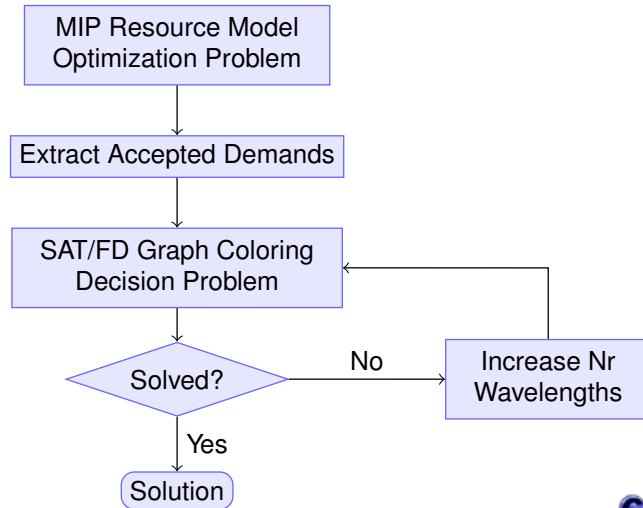 MIP Resource Model
Optimization Problem
Extract Accepted Demands
SAT/FD Graph Coloring
Decision Problem
Solved?
No
Increase Nr
Wavelengths
Yes
Solution